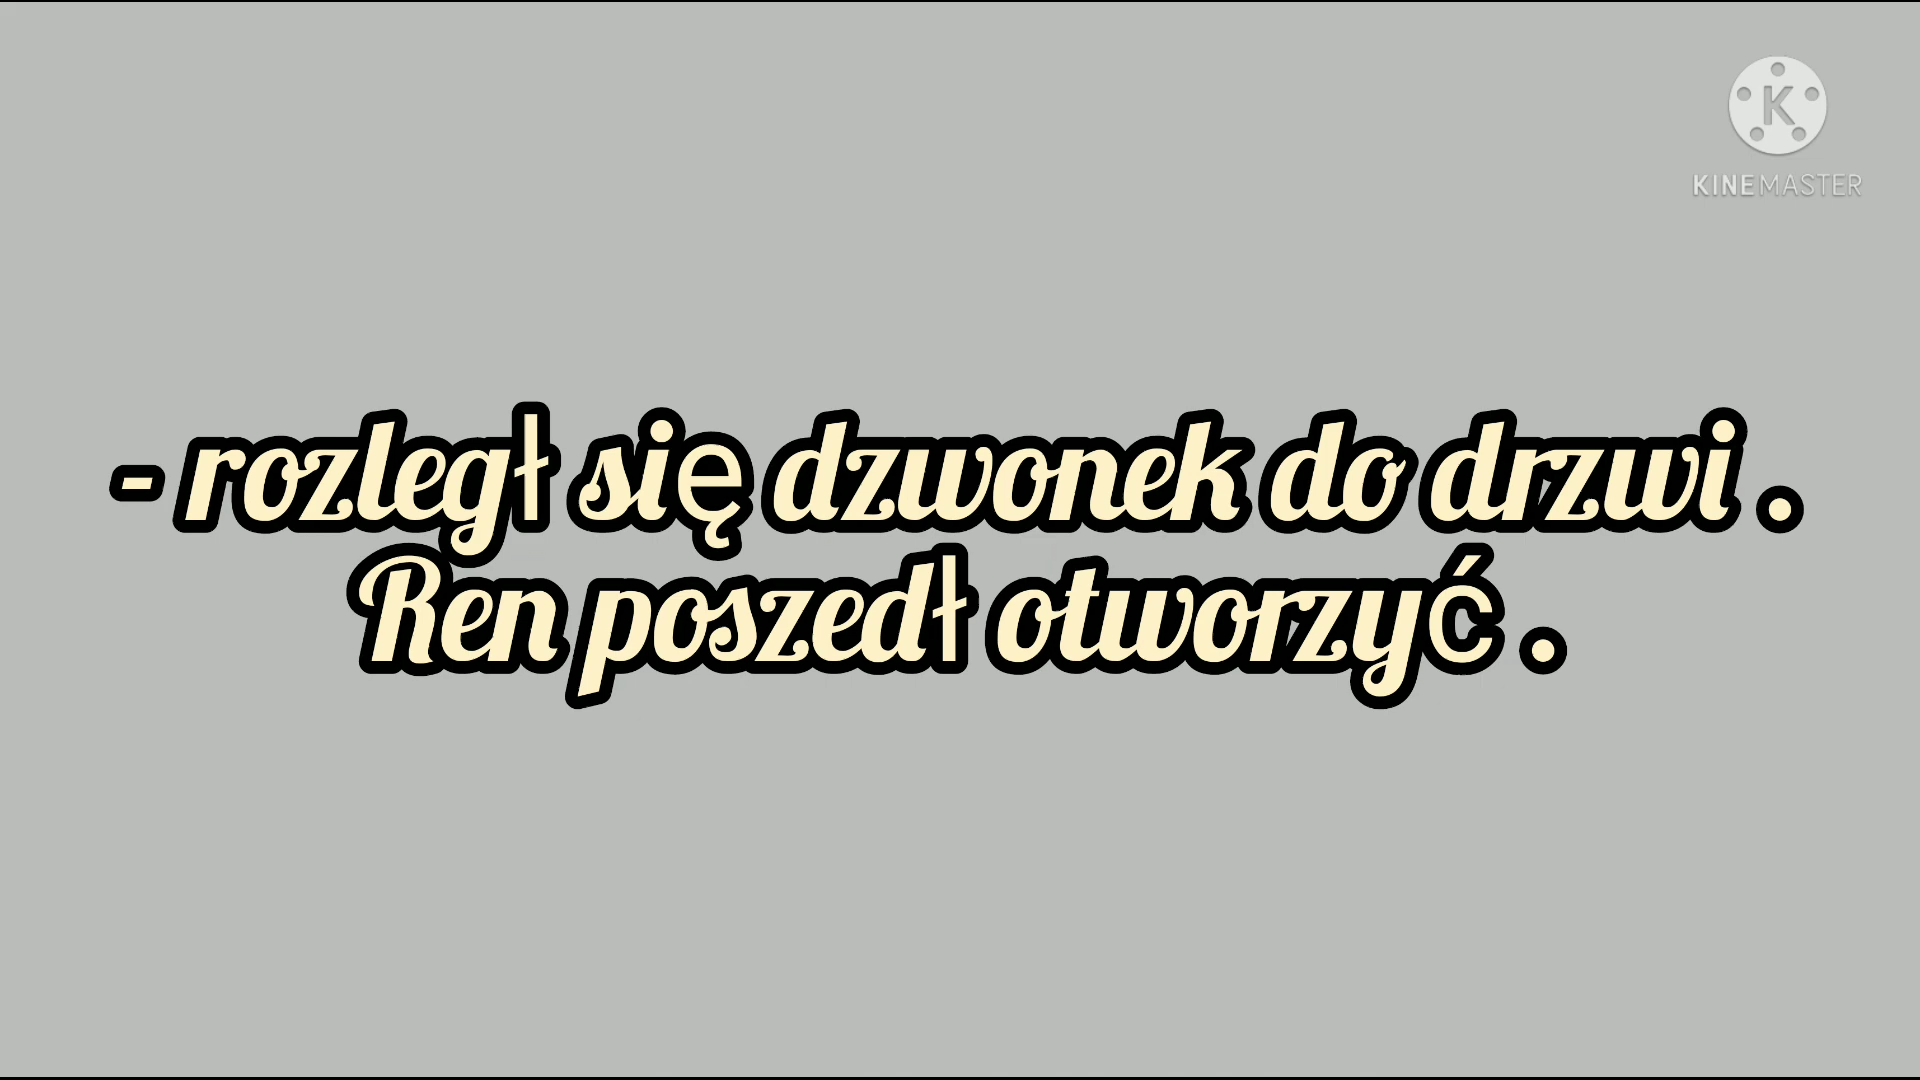 KINEMASTER
- rozległ się dzwonek do drzwi .
Ren poszedł otworzyć .